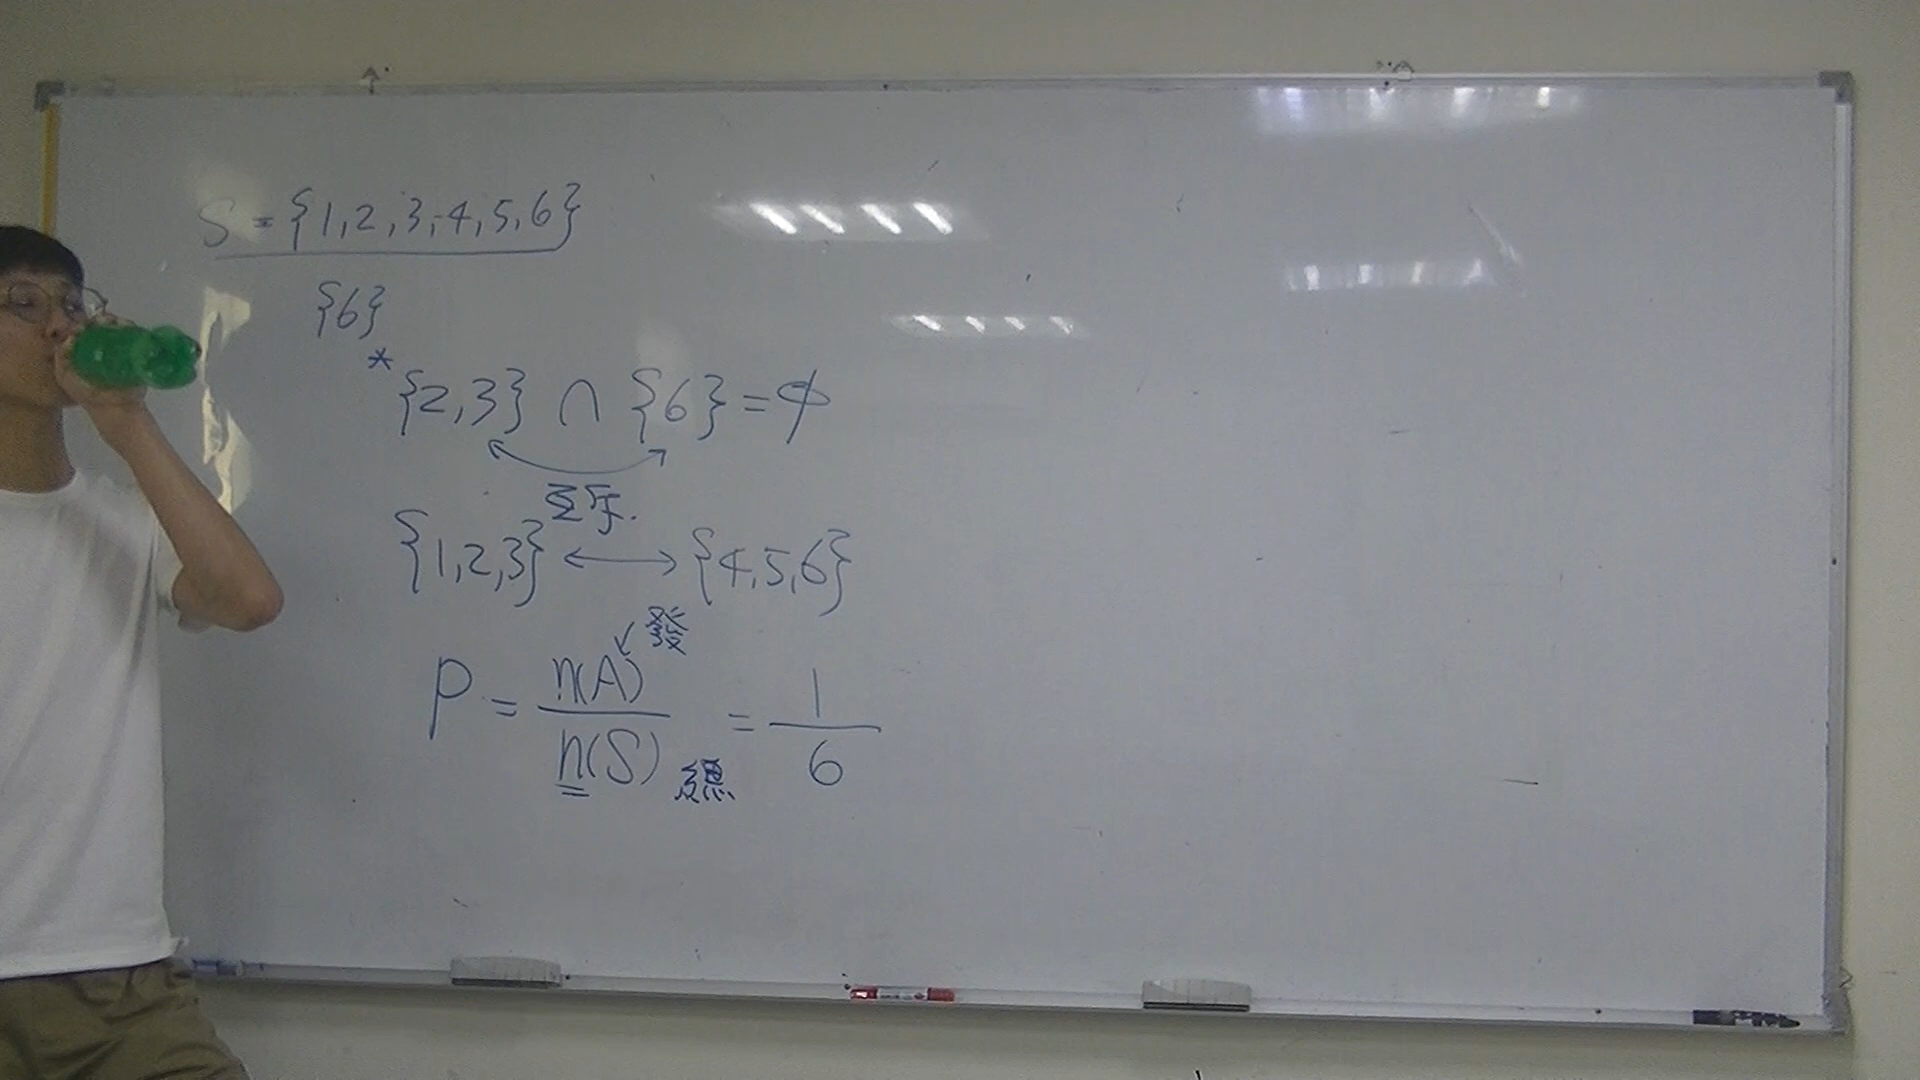 S = {1,2,3,4,5,6}
{6}
* {2,3} ∩ {6} = ∅
互斥.
{1,2,3} ↔ {4,5,6}
↙ 發
P = n(A) / n(S) = 1 / 6
總